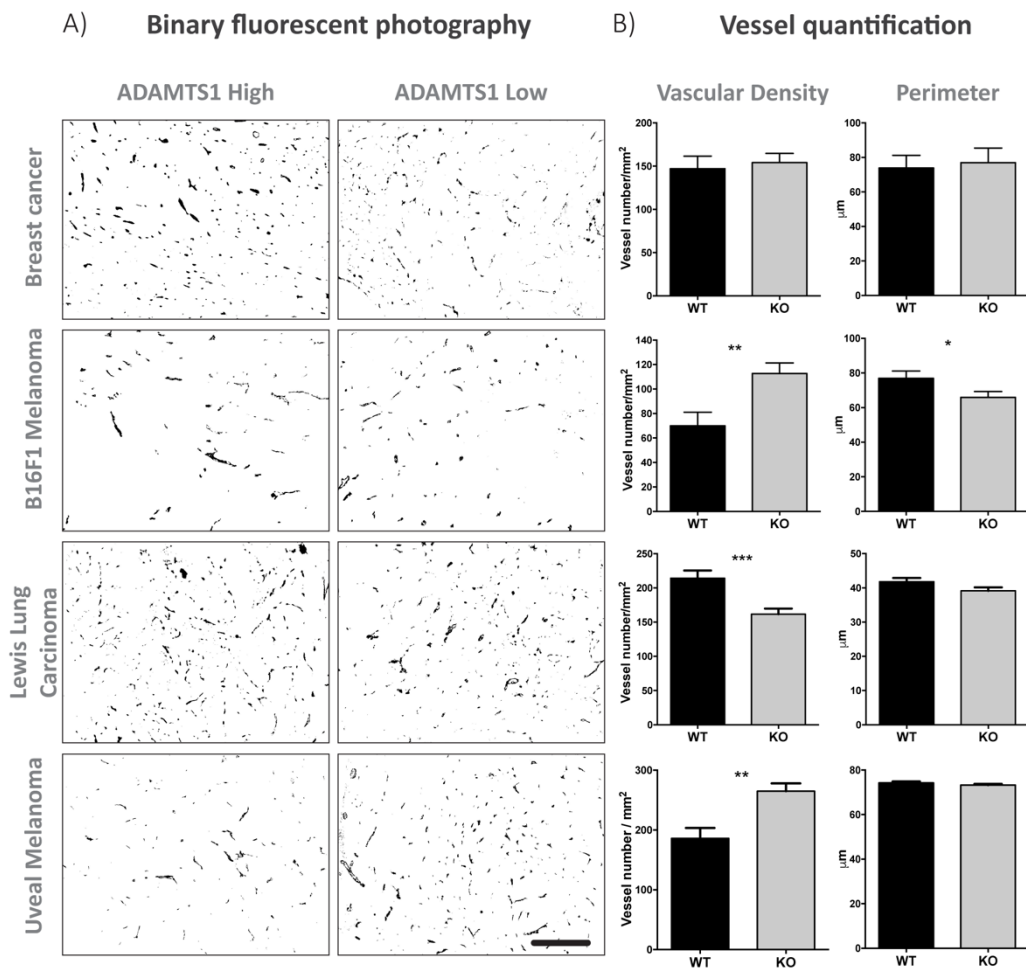 A) Binary fluorescent photography
B) Vessel quantification
ADAMTS1 High
ADAMTS1 Low
Vascular Density
Perimeter
Breast cancer
Vessel number/mm²
200
150
100
50
0
WT
KO
μm
100
80
60
40
20
0
WT
KO
B16F1 Melanoma
Vessel number/mm²
140
120
100
80
60
40
20
0
**
WT
KO
μm
100
80
60
40
20
0
*
WT
KO
Lewis Lung
Carcinoma
Vessel number/mm²
250
200
150
100
50
0
***
WT
KO
μm
50
40
30
20
10
0
WT
KO
Uveal Melanoma
Vessel number / mm²
300
200
100
0
**
WT
KO
μm
80
60
40
20
0
WT
KO